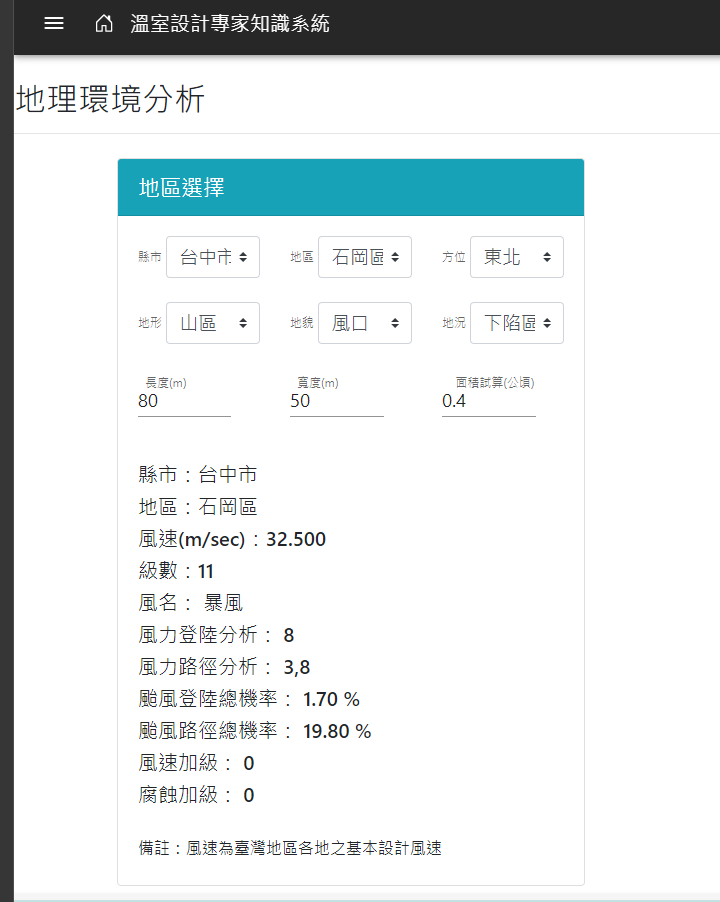 溫室設計專家知識系統
地理環境分析
地區選擇
縣市 台中市 地區 石岡區 方位 東北
地形 山區 地貌 風口 地況 下陷區
長度(m) 寬度(m) 面積試算(公頃)
80 50 0.4
縣市：台中市
地區：石岡區
風速(m/sec)：32.500
級數：11
風名： 暴風
風力登陸分析： 8
風力路徑分析： 3,8
颱風登陸總機率： 1.70 %
颱風路徑總機率： 19.80 %
風速加級： 0
腐蝕加級： 0
備註：風速為臺灣地區各地之基本設計風速